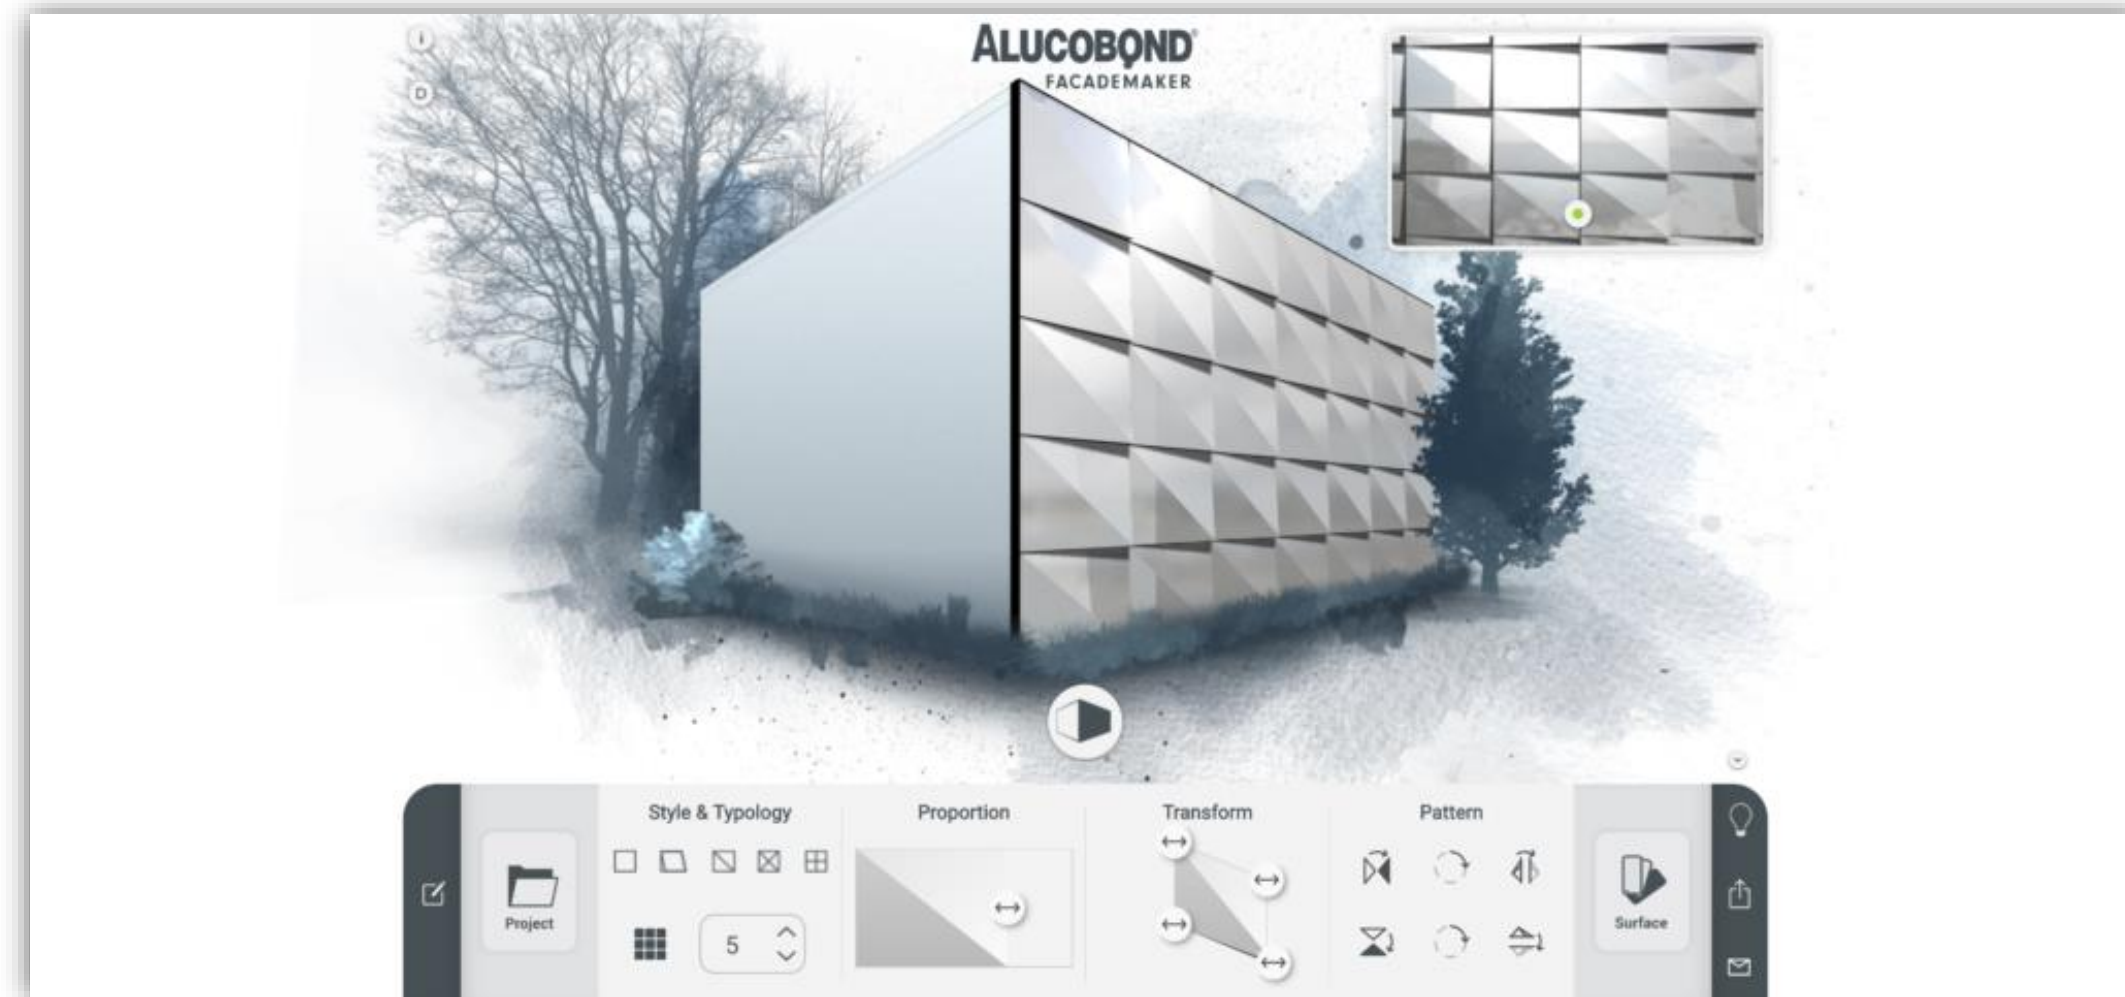 i
ALUCOBOND®
D
FACADEMAKER
Style & Typology
Proportion
Transform
Pattern
Project
5
Surface